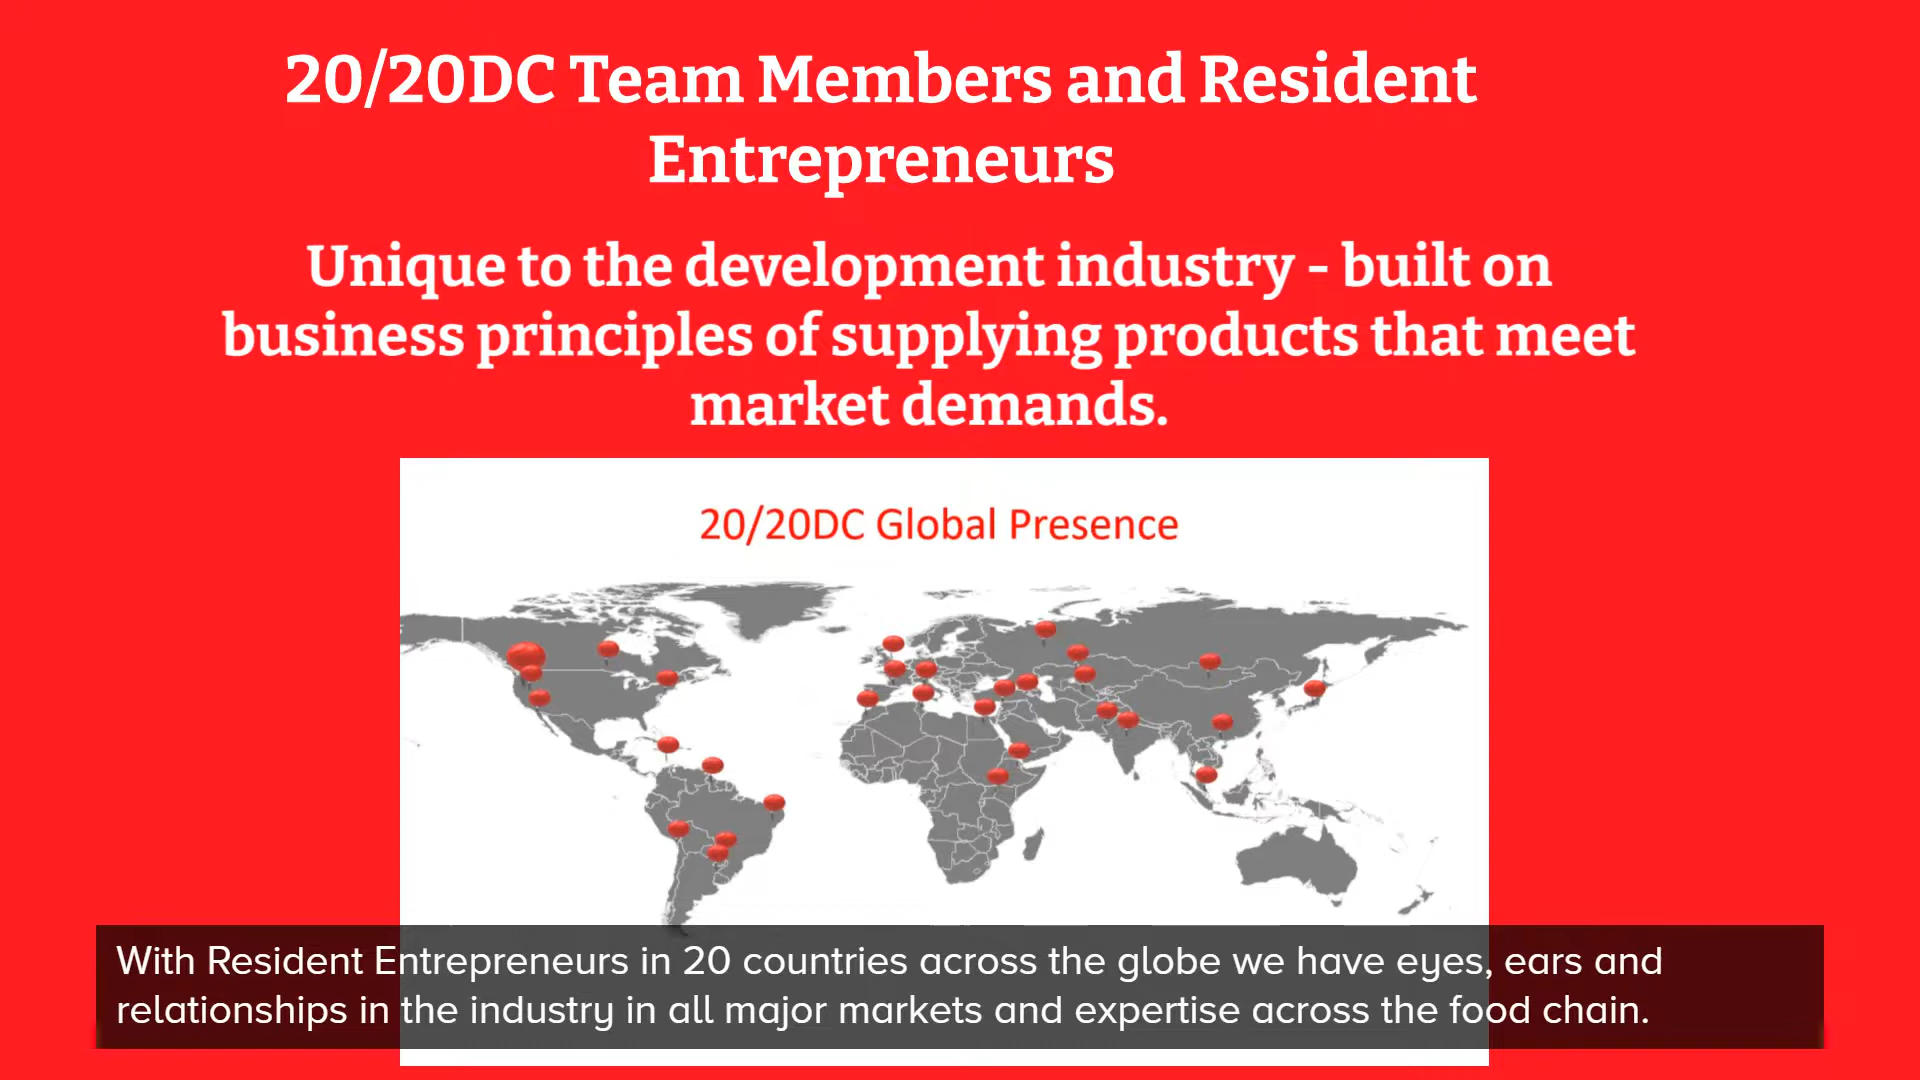 20/20DC Team Members and Resident
Entrepreneurs
Unique to the development industry - built on
business principles of supplying products that meet
market demands.
20/20DC Global Presence
With Resident Entrepreneurs in 20 countries across the globe we have eyes, ears and
relationships in the industry in all major markets and expertise across the food chain.